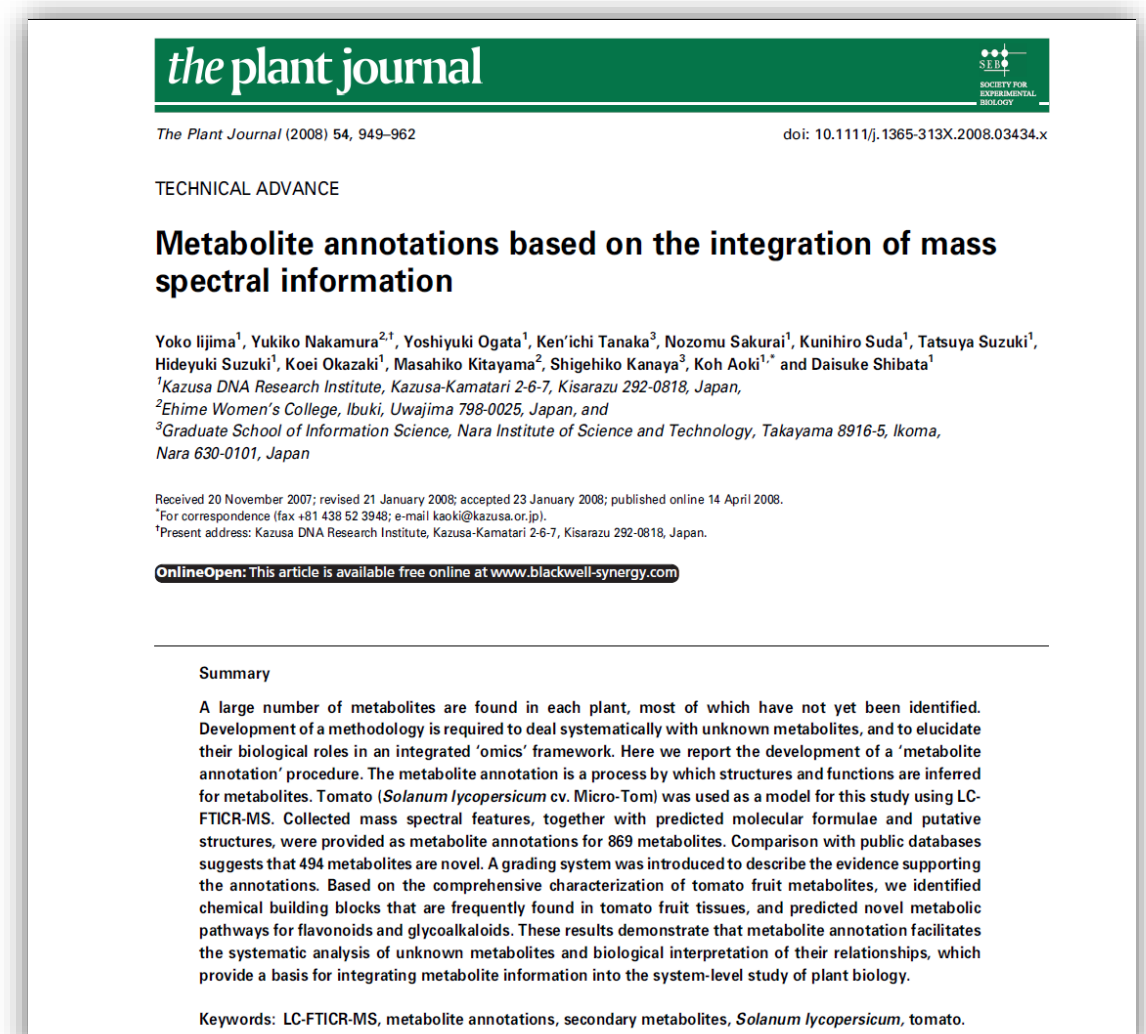 the plant journal
SEB
SOCIETY FOR
EXPERIMENTAL
BIOLOGY
The Plant Journal (2008) 54, 949–962
doi: 10.1111/j.1365-313X.2008.03434.x
TECHNICAL ADVANCE
Metabolite annotations based on the integration of mass
spectral information
Yoko Iijima1, Yukiko Nakamura2,†, Yoshiyuki Ogata1, Ken’ichi Tanaka3, Nozomu Sakurai1, Kunihiro Suda1, Tatsuya Suzuki1,
Hideyuki Suzuki1, Koei Okazaki1, Masahiko Kitayama2, Shigehiko Kanaya3, Koh Aoki1,* and Daisuke Shibata1
1Kazusa DNA Research Institute, Kazusa-Kamatari 2-6-7, Kisarazu 292-0818, Japan,
2Ehime Women’s College, Ibuki, Uwajima 798-0025, Japan, and
3Graduate School of Information Science, Nara Institute of Science and Technology, Takayama 8916-5, Ikoma,
Nara 630-0101, Japan
Received 20 November 2007; revised 21 January 2008; accepted 23 January 2008; published online 14 April 2008.
*For correspondence (fax +81 438 52 3948; e-mail kaoki@kazusa.or.jp).
†Present address: Kazusa DNA Research Institute, Kazusa-Kamatari 2-6-7, Kisarazu 292-0818, Japan.
OnlineOpen: This article is available free online at www.blackwell-synergy.com
Summary
A large number of metabolites are found in each plant, most of which have not yet been identified.
Development of a methodology is required to deal systematically with unknown metabolites, and to elucidate
their biological roles in an integrated ‘omics’ framework. Here we report the development of a ‘metabolite
annotation’ procedure. The metabolite annotation is a process by which structures and functions are inferred
for metabolites. Tomato (Solanum lycopersicum cv. Micro-Tom) was used as a model for this study using LC-
FTICR-MS. Collected mass spectral features, together with predicted molecular formulae and putative
structures, were provided as metabolite annotations for 869 metabolites. Comparison with public databases
suggests that 494 metabolites are novel. A grading system was introduced to describe the evidence supporting
the annotations. Based on the comprehensive characterization of tomato fruit metabolites, we identified
chemical building blocks that are frequently found in tomato fruit tissues, and predicted novel metabolic
pathways for flavonoids and glycoalkaloids. These results demonstrate that metabolite annotation facilitates
the systematic analysis of unknown metabolites and biological interpretation of their relationships, which
provide a basis for integrating metabolite information into the system-level study of plant biology.
Keywords: LC-FTICR-MS, metabolite annotations, secondary metabolites, Solanum lycopersicum, tomato.